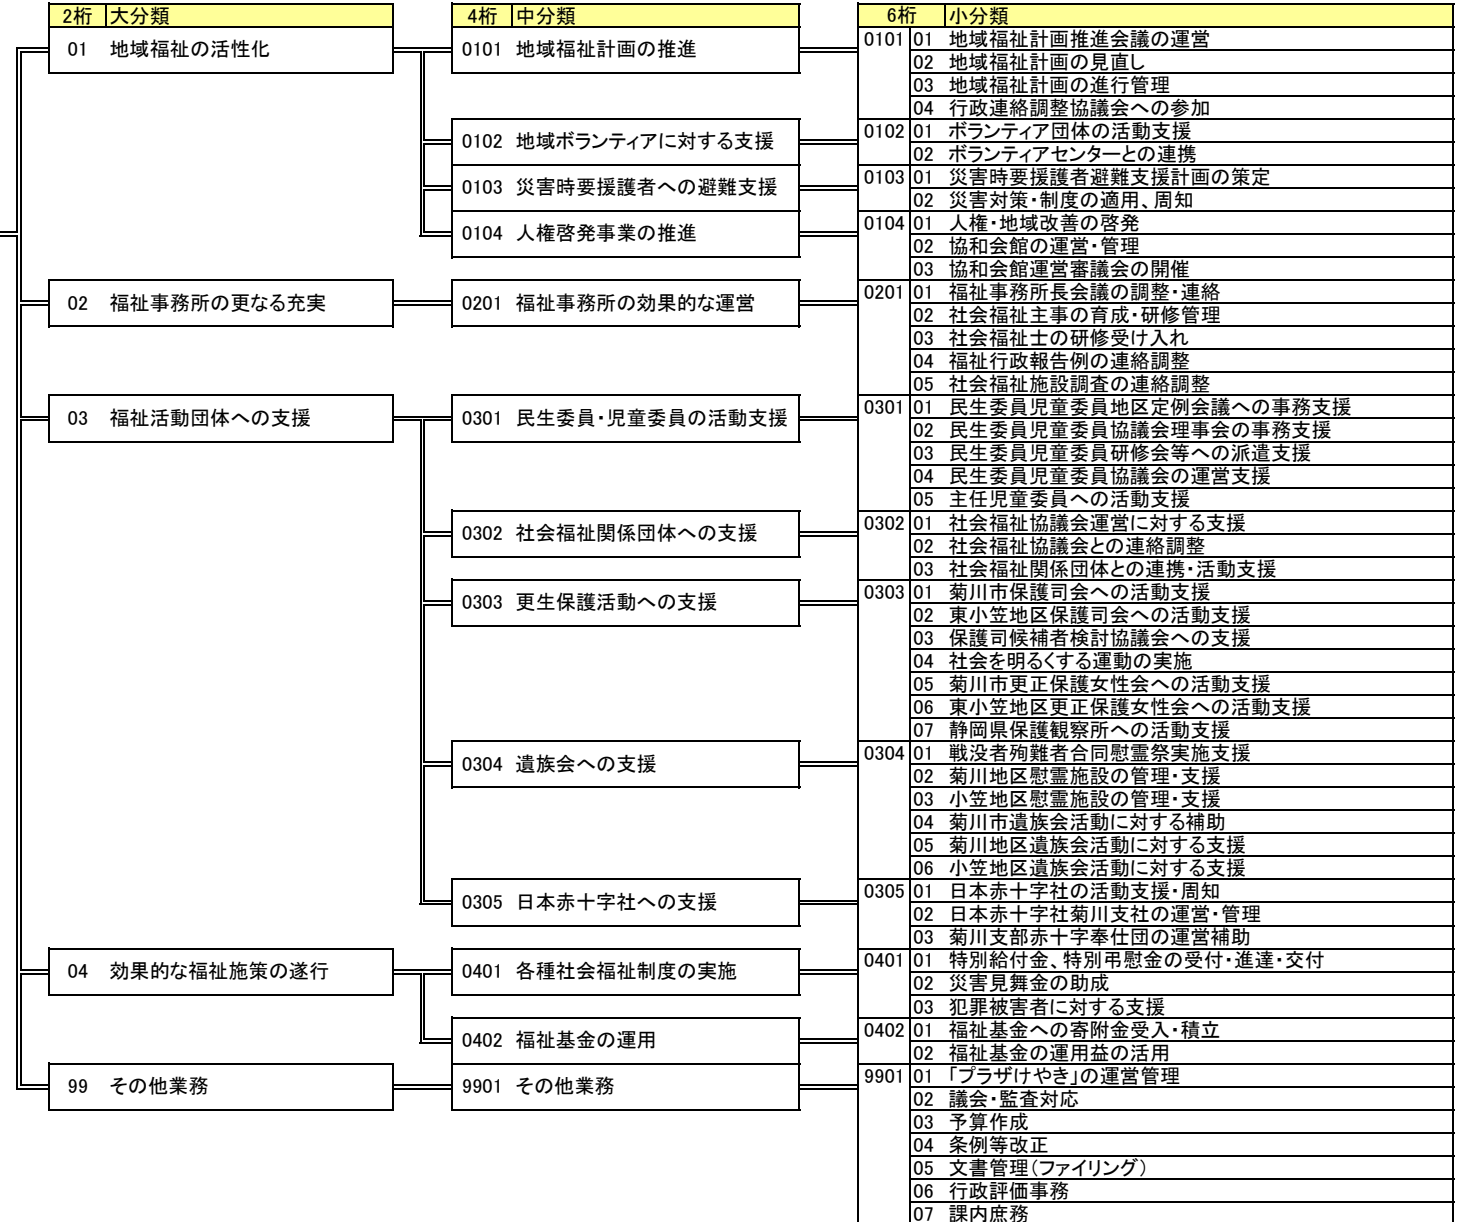 2桁 大分類 4桁 中分類 6桁 小分類
01 地域福祉の活性化 0101 地域福祉計画の推進 0101 01 地域福祉計画推進会議の運営
02 地域福祉計画の見直し
03 地域福祉計画の進行管理
04 行政連絡調整協議会への参加
0102 地域ボランティアに対する支援 0102 01 ボランティア団体の活動支援
02 ボランティアセンターとの連携
0103 災害時要援護者への避難支援 0103 01 災害時要援護者避難支援計画の策定
02 災害対策・制度の適用、周知
0104 人権啓発事業の推進 0104 01 人権・地域改善の啓発
02 協和会館の運営・管理
03 協和会館運営審議会の開催
02 福祉事務所の更なる充実 0201 福祉事務所の効果的な運営 0201 01 福祉事務所長会議の調整・連絡
02 社会福祉主事の育成・研修管理
03 社会福祉士の研修受け入れ
04 福祉行政報告例の連絡調整
05 社会福祉施設調査の連絡調整
03 福祉活動団体への支援 0301 民生委員・児童委員の活動支援 0301 01 民生委員児童委員地区定例会議への事務支援
02 民生委員児童委員協議会理事会の事務支援
03 民生委員児童委員研修会等への派遣支援
04 民生委員児童委員協議会の運営支援
05 主任児童委員への活動支援
0302 社会福祉関係団体への支援 0302 01 社会福祉協議会運営に対する支援
02 社会福祉協議会との連絡調整
03 社会福祉関係団体との連携・活動支援
0303 更生保護活動への支援 0303 01 菊川市保護司会への活動支援
02 東小笠地区保護司会への活動支援
03 保護司候補者検討協議会への支援
04 社会を明るくする運動の実施
05 菊川市更正保護女性会への活動支援
06 東小笠地区更正保護女性会への活動支援
07 静岡県保護観察所への活動支援
0304 遺族会への支援 0304 01 戦没者殉難者合同慰霊祭実施支援
02 菊川地区慰霊施設の管理・支援
03 小笠地区慰霊施設の管理・支援
04 菊川市遺族会活動に対する補助
05 菊川地区遺族会活動に対する支援
06 小笠地区遺族会活動に対する支援
0305 日本赤十字社への支援 0305 01 日本赤十字社の活動支援・周知
02 日本赤十字社菊川支社の運営・管理
03 菊川支部赤十字奉仕団の運営補助
04 効果的な福祉施策の遂行 0401 各種社会福祉制度の実施 0401 01 特別給付金、特別弔慰金の受付・進達・交付
02 災害見舞金の助成
03 犯罪被害者に対する支援
0402 福祉基金の運用 0402 01 福祉基金への寄附金受入・積立
02 福祉基金の運用益の活用
99 その他業務 9901 その他業務 9901 01 「プラザけやき」の運営管理
02 議会・監査対応
03 予算作成
04 条例等改正
05 文書管理（ファイリング）
06 行政評価事務
07 課内庶務